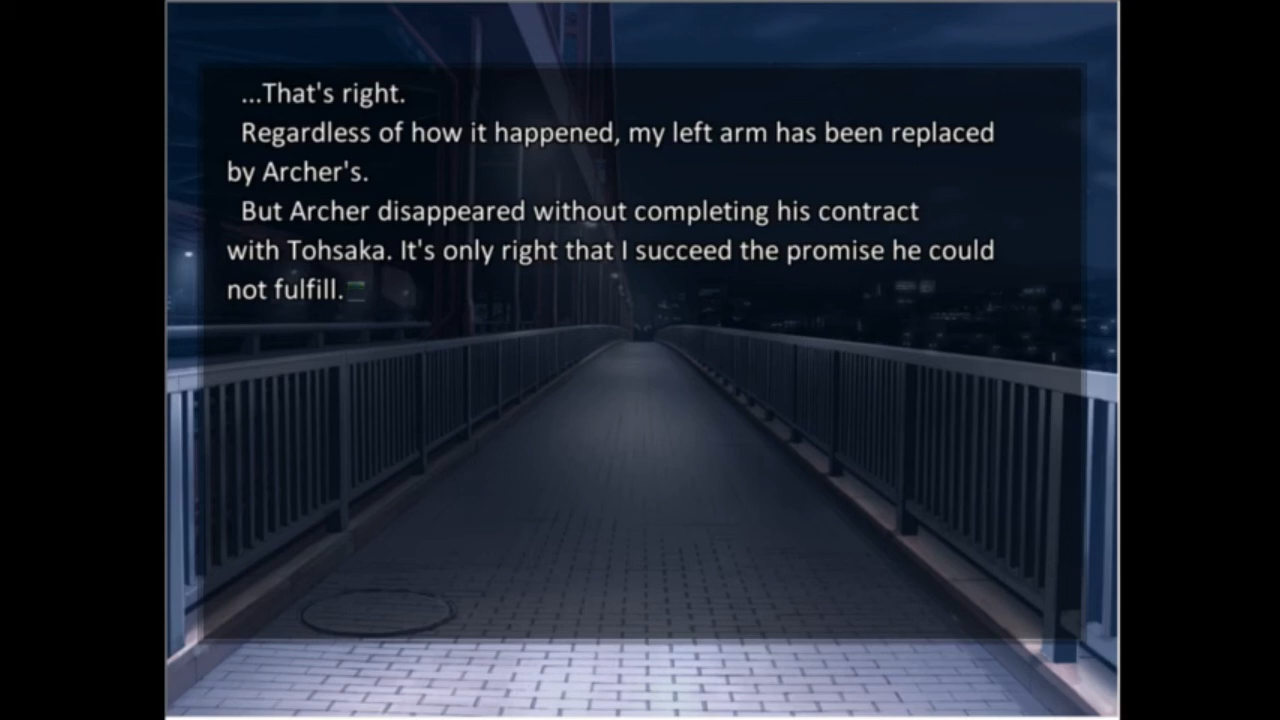 ...That's right.
Regardless of how it happened, my left arm has been replaced
by Archer's.
But Archer disappeared without completing his contract
with Tohsaka. It's only right that I succeed the promise he could
not fulfill.